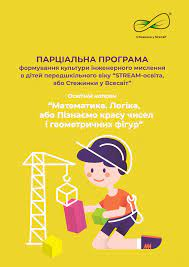 Стежинки у Всесвіт
ПАРЦІАЛЬНА ПРОГРАМА
формування культури інженерного мислення
в дітей передшкільного віку "STREAM-освіта,
або Стежинки у Всесвіт"
Освітній напрям
"Математика. Логіка,
або Пізнаємо красу чисел
і геометричних фігур"